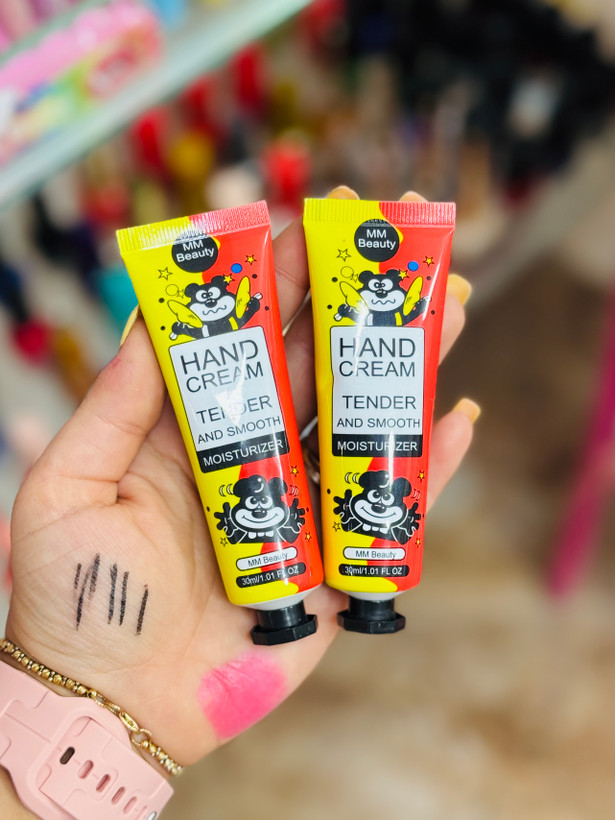 MM
Beauty
HAND
CREAM
TENDER
AND SMOOTH
MOISTURIZER
MM Beauty
30ml/1.01 FL OZ
MM
Beauty
HAND
CREAM
TENDER
AND SMOOTH
MOISTURIZER
MM Beauty
30ml/1.01 FL OZ